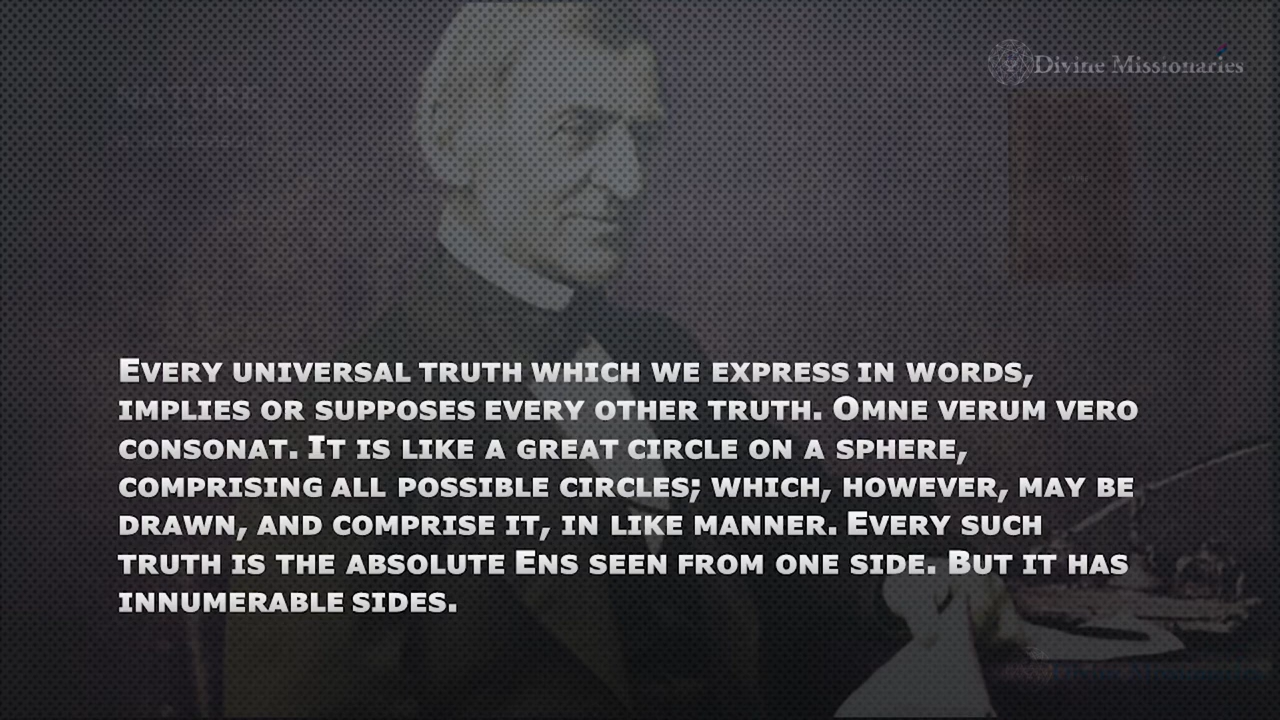 Divine Missionaries
EVERY UNIVERSAL TRUTH WHICH WE EXPRESS IN WORDS,
IMPLIES OR SUPPOSES EVERY OTHER TRUTH. OMNE VERUM VERO
CONSONAT. IT IS LIKE A GREAT CIRCLE ON A SPHERE,
COMPRISING ALL POSSIBLE CIRCLES; WHICH, HOWEVER, MAY BE
DRAWN, AND COMPRISE IT, IN LIKE MANNER. EVERY SUCH
TRUTH IS THE ABSOLUTE ENS SEEN FROM ONE SIDE. BUT IT HAS
INNUMERABLE SIDES.